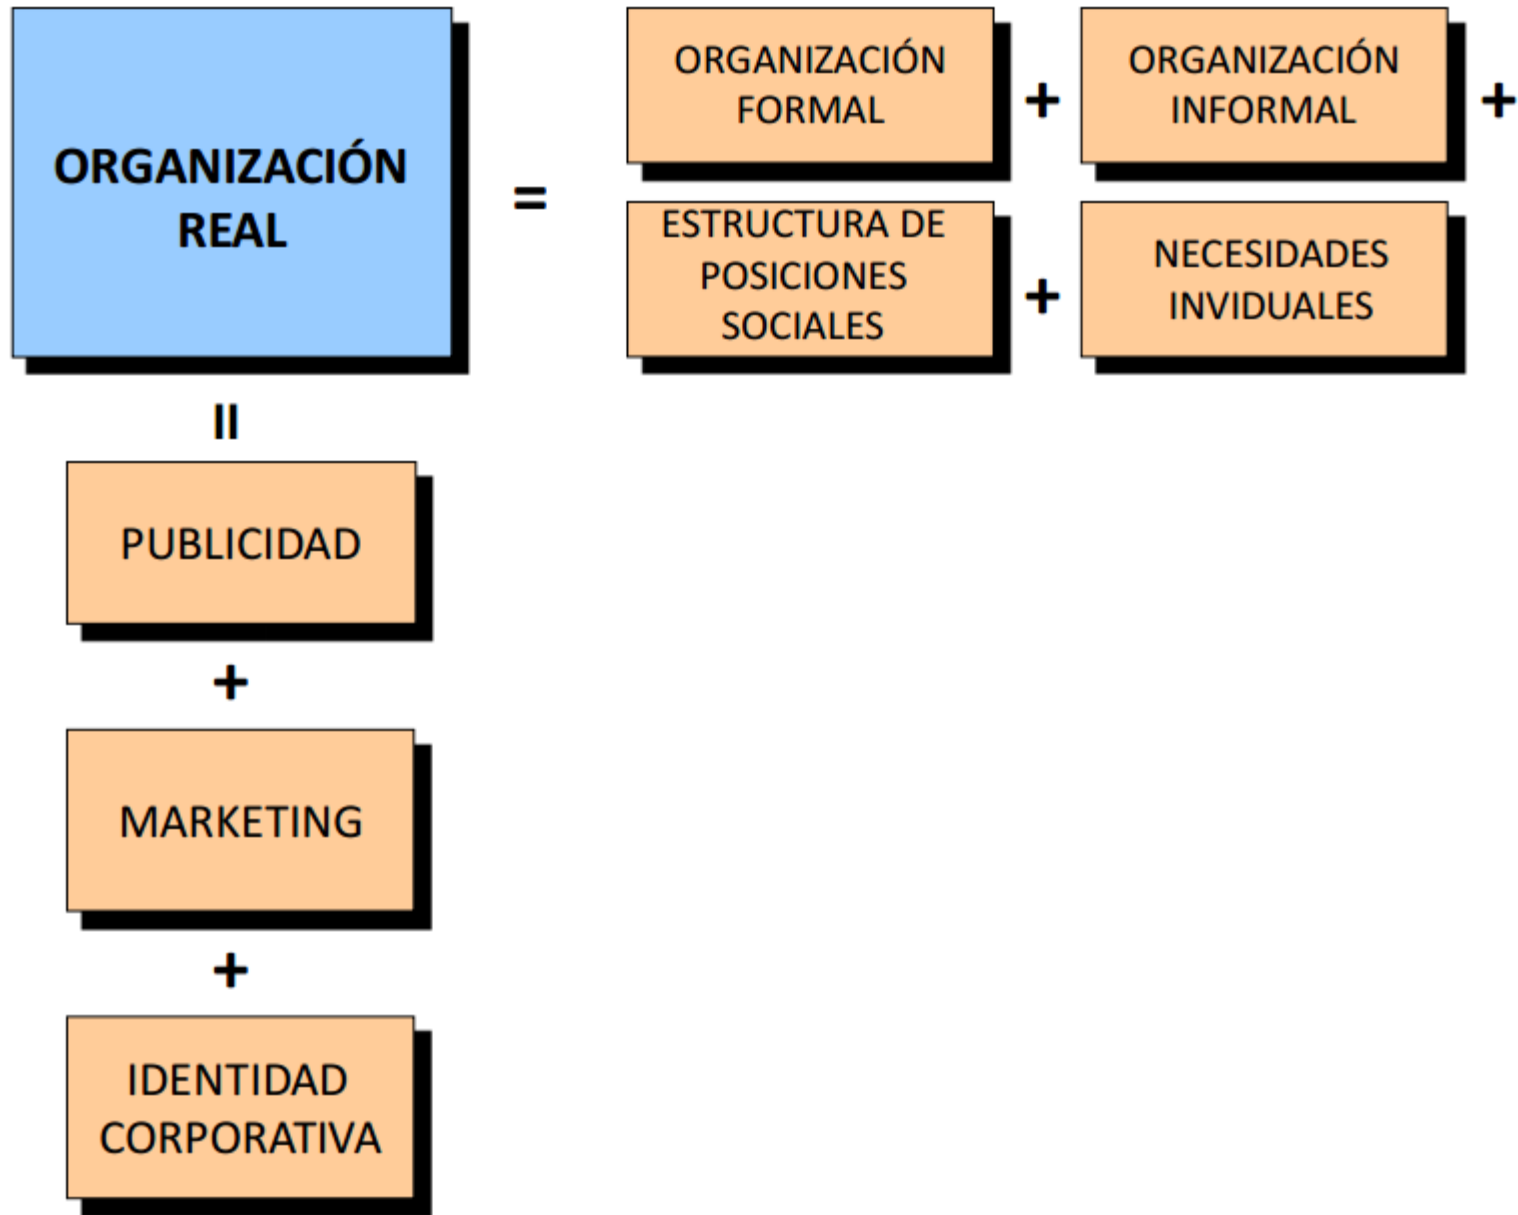 ORGANIZACIÓN
REAL
=
ORGANIZACIÓN
FORMAL
+
ORGANIZACIÓN
INFORMAL
+
ESTRUCTURA DE
POSICIONES
SOCIALES
+
NECESIDADES
INVIDUALES
=
PUBLICIDAD
+
MARKETING
+
IDENTIDAD
CORPORATIVA